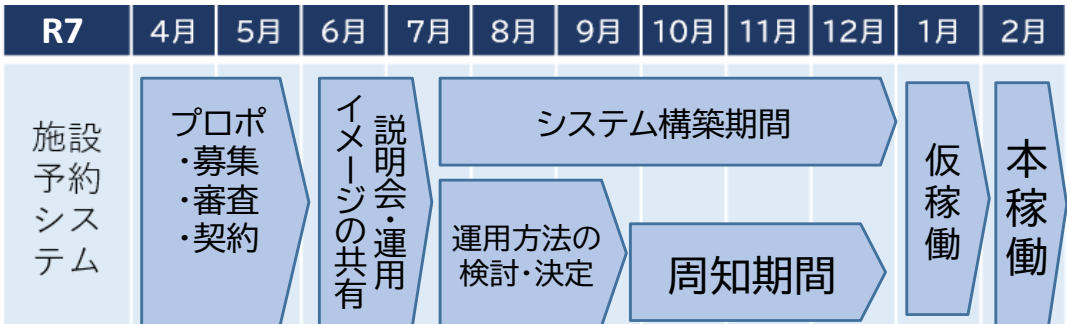 R7
4月
5月
6月
7月
8月
9月
10月
11月
12月
1月
2月
施設
予約
シス
テム
プロポ
・募集
・審査
・契約
説明会・運用
イメージの共有
システム構築期間
運用方法の
検討・決定
周知期間
仮稼働
本稼働